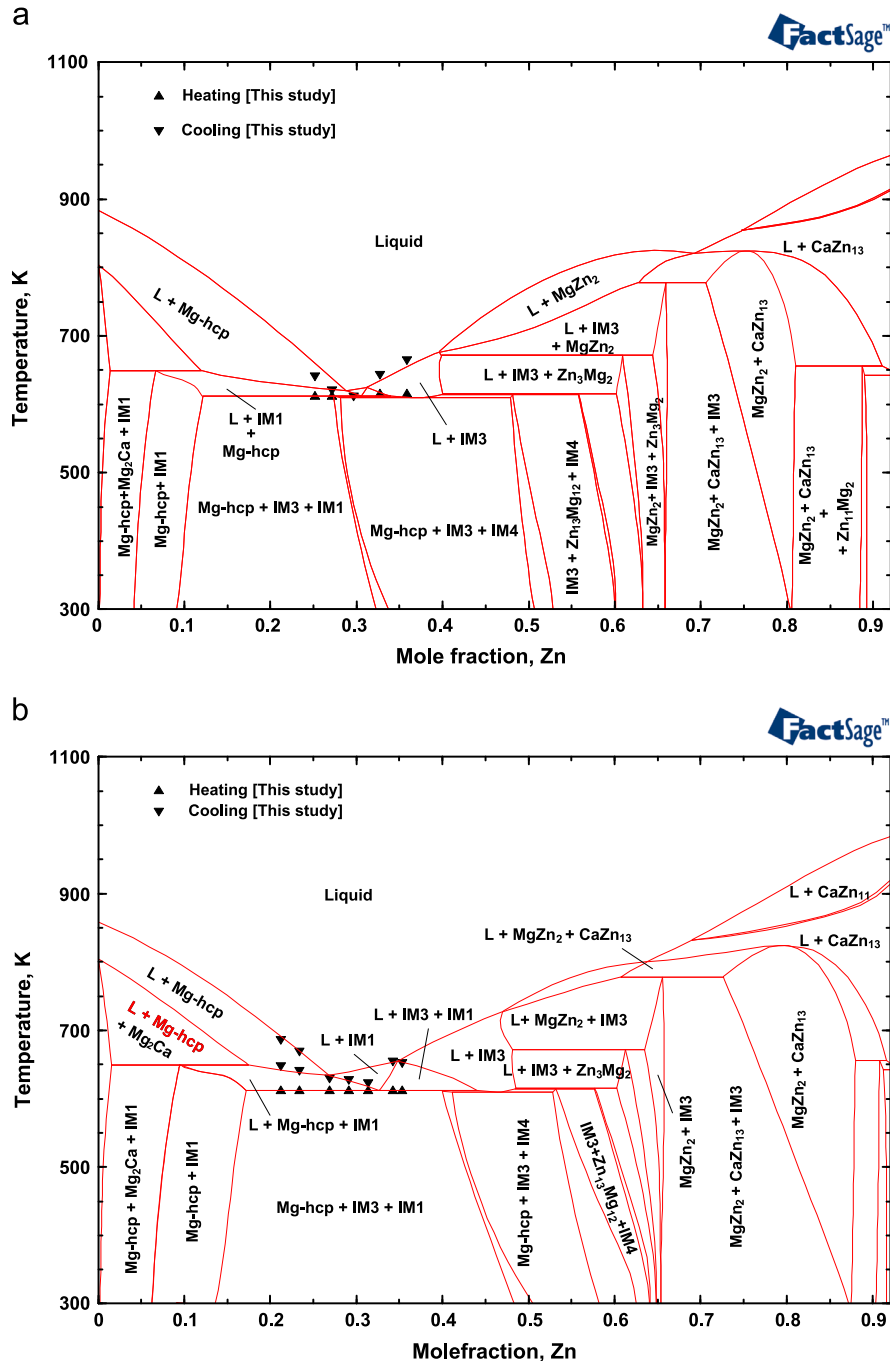 a
FactSage™
1100
900
700
500
300
Temperature, K
Heating [This study]
Cooling [This study]
Liquid
L + CaZn₁₃
L + Mg-hcp
L + MgZn₂
L + IM3
+ MgZn₂
L + IM3 + Zn₃Mg₂
L + IM3
L + IM1
+
Mg-hcp
Mg-hcp+Mg₂Ca + IM1
Mg-hcp+ IM1
Mg-hcp + IM3 + IM1
Mg-hcp + IM3 + IM4
IM3 + Zn₁₃Mg₁₂ + IM4
MgZn₂+ IM3 + Zn₃Mg₂
MgZn₂+ CaZn₁₃ + IM3
MgZn₂ + CaZn₁₃
MgZn₂ + CaZn₁₃
+
+ Zn₁₁Mg₂
0 0.1 0.2 0.3 0.4 0.5 0.6 0.7 0.8 0.9
Mole fraction, Zn
b
FactSage™
1100
900
700
500
300
Temperature, K
Heating [This study]
Cooling [This study]
Liquid
L + CaZn₁₁
L + MgZn₂ + CaZn₁₃
L + CaZn₁₃
L + Mg-hcp
L + Mg-hcp
+ Mg₂Ca
L + IM3 + IM1
L + IM1
L+ MgZn₂ + IM3
L + IM3
L + IM3 + Zn₃Mg₂
L + Mg-hcp + IM1
Mg-hcp + Mg₂Ca + IM1
Mg-hcp + IM1
Mg-hcp + IM3 + IM1
Mg-hcp + IM3 + IM4
IM3+Zn₁₃Mg₁₂+IM4
MgZn₂ + IM3
MgZn₂ + CaZn₁₃ + IM3
MgZn₂ + CaZn₁₃
0 0.1 0.2 0.3 0.4 0.5 0.6 0.7 0.8 0.9
Molefraction, Zn